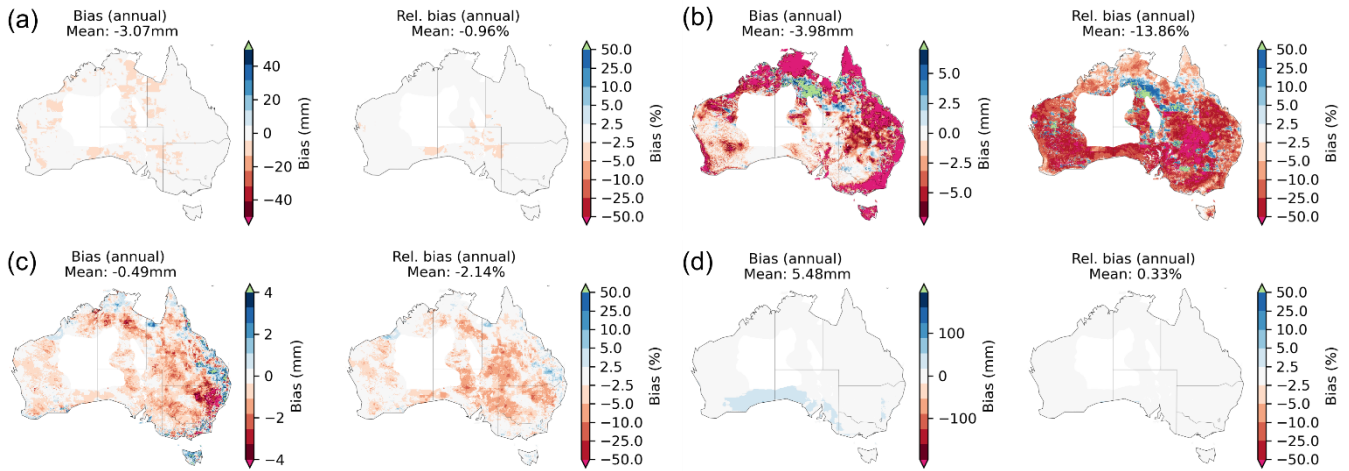 (a)
Bias (annual)
Mean: -3.07mm
40
20
0
−20
−40
Bias (mm)
Rel. bias (annual)
Mean: -0.96%
50.0
25.0
10.0
5.0
2.5
−2.5
−5.0
−10.0
−25.0
−50.0
Bias (%)
(b)
Bias (annual)
Mean: -3.98mm
5.0
2.5
0.0
−2.5
−5.0
Bias (mm)
Rel. bias (annual)
Mean: -13.86%
50.0
25.0
10.0
5.0
2.5
−2.5
−5.0
−10.0
−25.0
−50.0
Bias (%)
(c)
Bias (annual)
Mean: -0.49mm
4
2
0
−2
−4
Bias (mm)
Rel. bias (annual)
Mean: -2.14%
50.0
25.0
10.0
5.0
2.5
−2.5
−5.0
−10.0
−25.0
−50.0
Bias (%)
(d)
Bias (annual)
Mean: 5.48mm
100
0
−100
Bias (mm)
Rel. bias (annual)
Mean: 0.33%
50.0
25.0
10.0
5.0
2.5
−2.5
−5.0
−10.0
−25.0
−50.0
Bias (%)